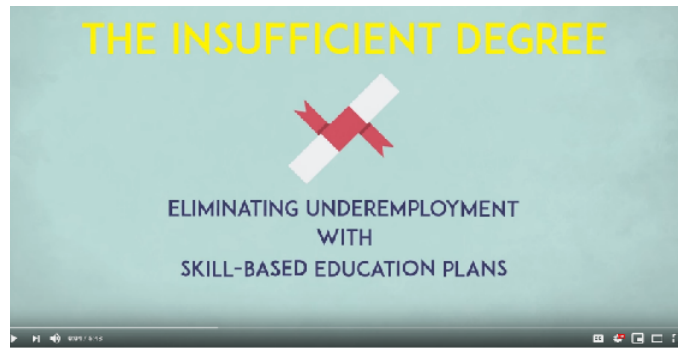 THE INSUFFICIENT DEGREE
ELIMINATING UNDEREMPLOYMENT
WITH
SKILL-BASED EDUCATION PLANS